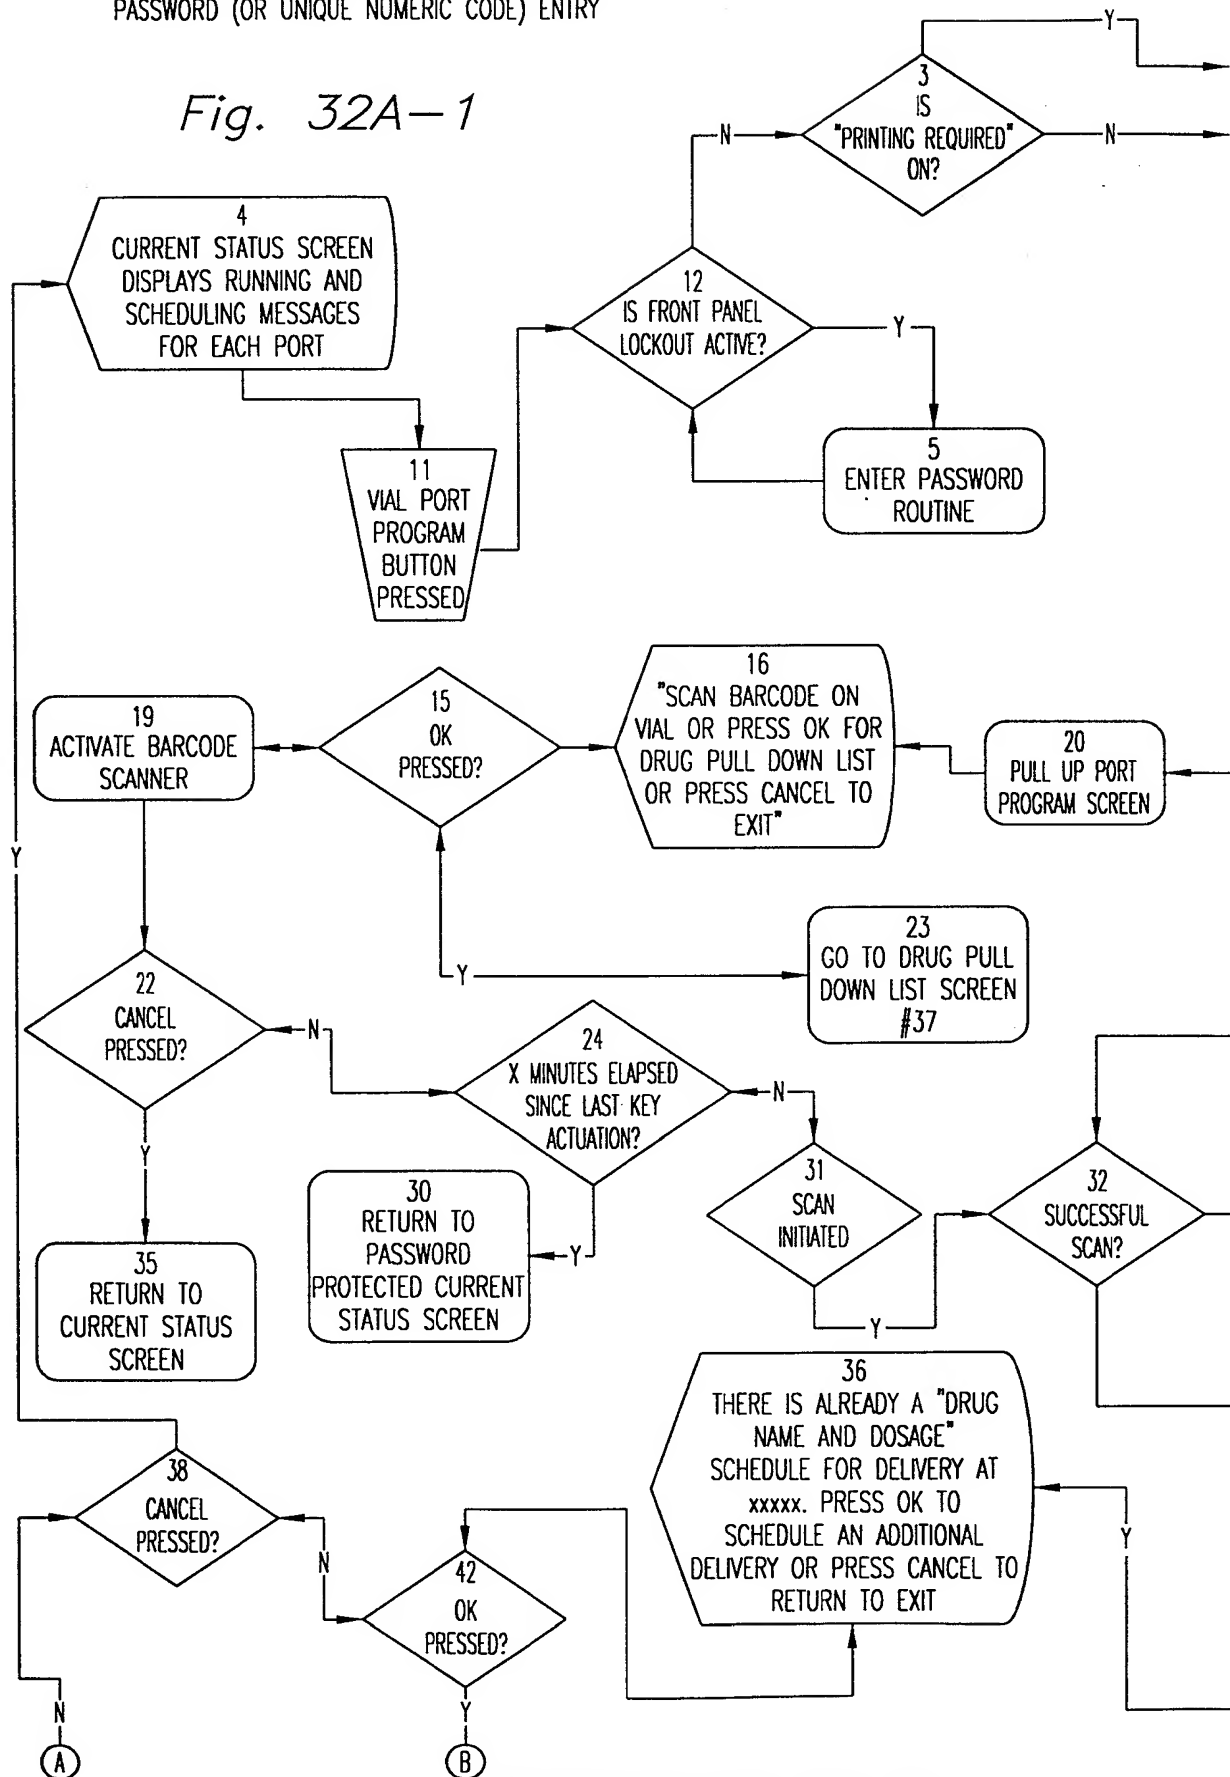 PASSWORD (OR UNIQUE NUMERIC CODE) ENTRY
Fig. 32A-1
Y
3
IS
"PRINTING REQUIRED"
ON?
N
N
4
CURRENT STATUS SCREEN
DISPLAYS RUNNING AND
SCHEDULING MESSAGES
FOR EACH PORT
12
IS FRONT PANEL
LOCKOUT ACTIVE?
Y
11
VIAL PORT
PROGRAM
BUTTON
PRESSED
5
ENTER PASSWORD
ROUTINE
19
ACTIVATE BARCODE
SCANNER
15
OK
PRESSED?
16
"SCAN BARCODE ON
VIAL OR PRESS OK FOR
DRUG PULL DOWN LIST
OR PRESS CANCEL TO
EXIT"
20
PULL UP PORT
PROGRAM SCREEN
Y
22
CANCEL
PRESSED?
Y
23
GO TO DRUG PULL
DOWN LIST SCREEN
#37
N
24
X MINUTES ELAPSED
SINCE LAST KEY
ACTUATION?
N
Y
31
SCAN
INITIATED
32
SUCCESSFUL
SCAN?
35
RETURN TO
CURRENT STATUS
SCREEN
30
RETURN TO
PASSWORD
PROTECTED CURRENT
STATUS SCREEN
Y
Y
36
THERE IS ALREADY A "DRUG
NAME AND DOSAGE"
SCHEDULE FOR DELIVERY AT
xxxxx. PRESS OK TO
SCHEDULE AN ADDITIONAL
DELIVERY OR PRESS CANCEL TO
RETURN TO EXIT
38
CANCEL
PRESSED?
N
42
OK
PRESSED?
Y
N
Y
A
B